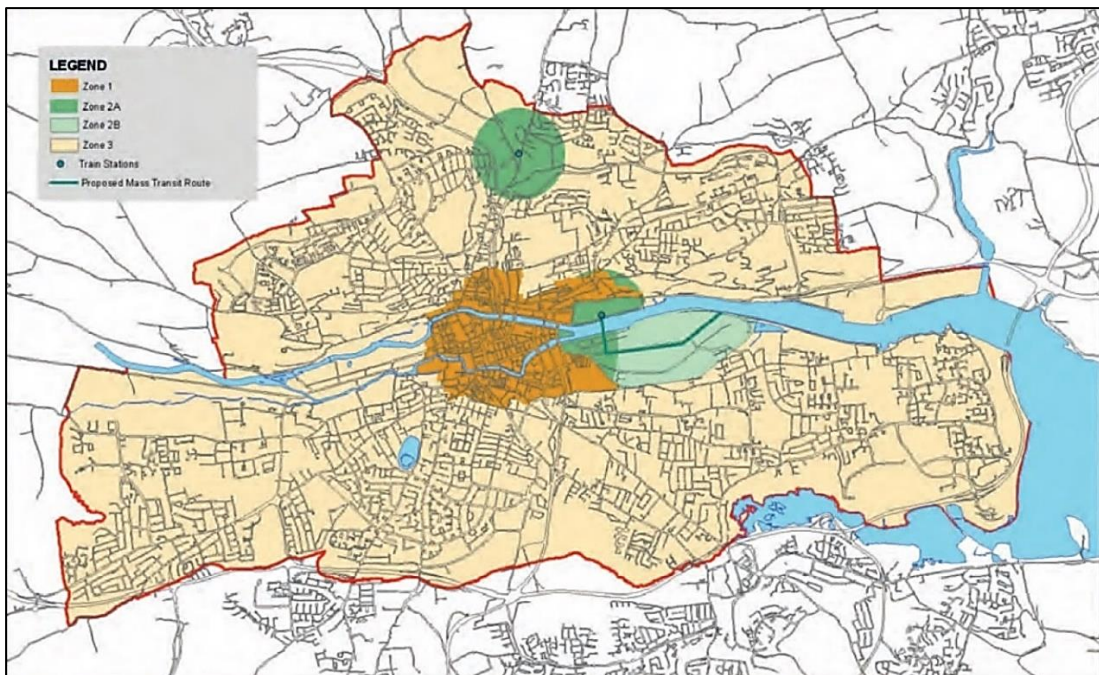 LEGEND
Zone 1
Zone 2A
Zone 2B
Zone 3
Train Stations
Proposed Mass Transit Route